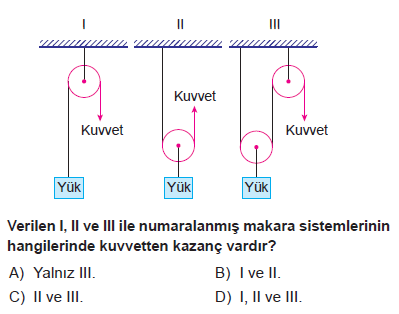 I II III
Kuvvet
Kuvvet Kuvvet
Yük Yük Yük
Verilen I, II ve III ile numaralanmış makara sistemlerinin
hangilerinde kuvvetten kazanç vardır?
A) Yalnız III. B) I ve II.
C) II ve III. D) I, II ve III.